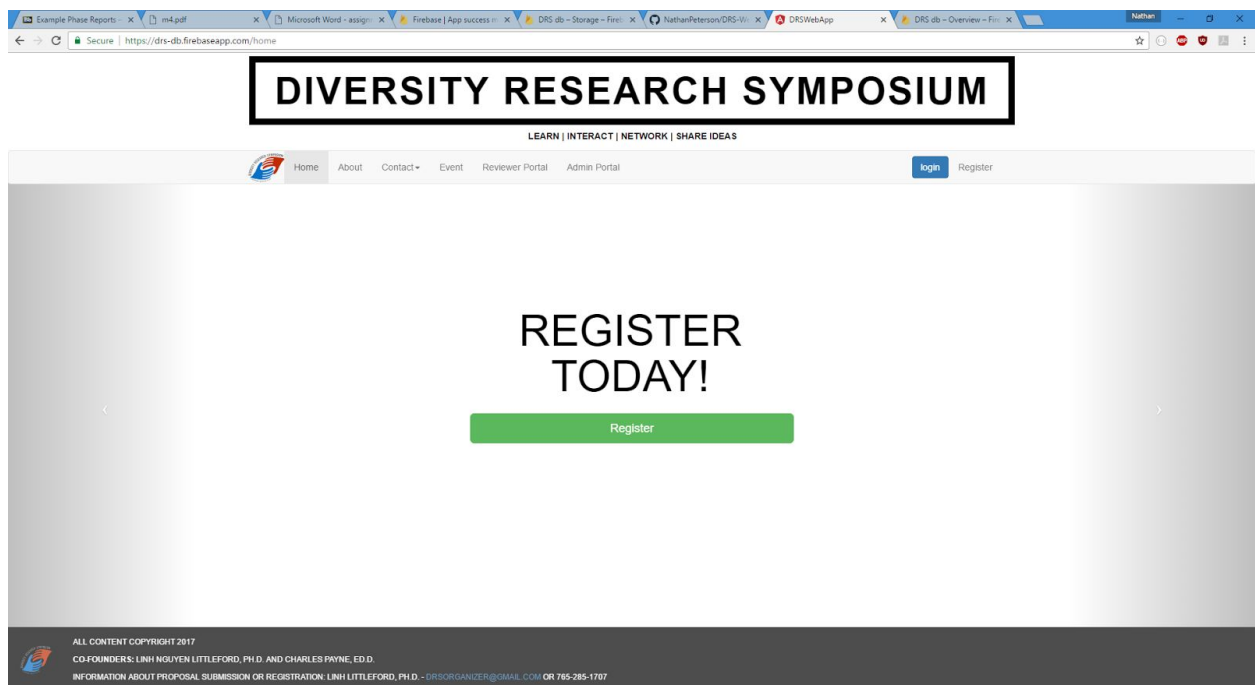 Example Phase Reports -
m4.pdf
Microsoft Word - assign
Firebase | App success m
DRS db – Storage – Fire
NathanPeterson/DRS-We
DRSWebApp
DRS db – Overview – Fire
Nathan
Secure | https://drs-db.firebaseapp.com/home
DIVERSITY RESEARCH SYMPOSIUM
LEARN | INTERACT | NETWORK | SHARE IDEAS
Home About Contact Event Reviewer Portal Admin Portal login Register
REGISTER
TODAY!
Register
ALL CONTENT COPYRIGHT 2017
CO-FOUNDERS: LINH NGUYEN LITTLEFORD, PH.D. AND CHARLES PAYNE, ED.D.
INFORMATION ABOUT PROPOSAL SUBMISSION OR REGISTRATION: LINH LITTLEFORD, PH.D. - DRSORGANIZER@GMAIL.COM OR 765-285-1707